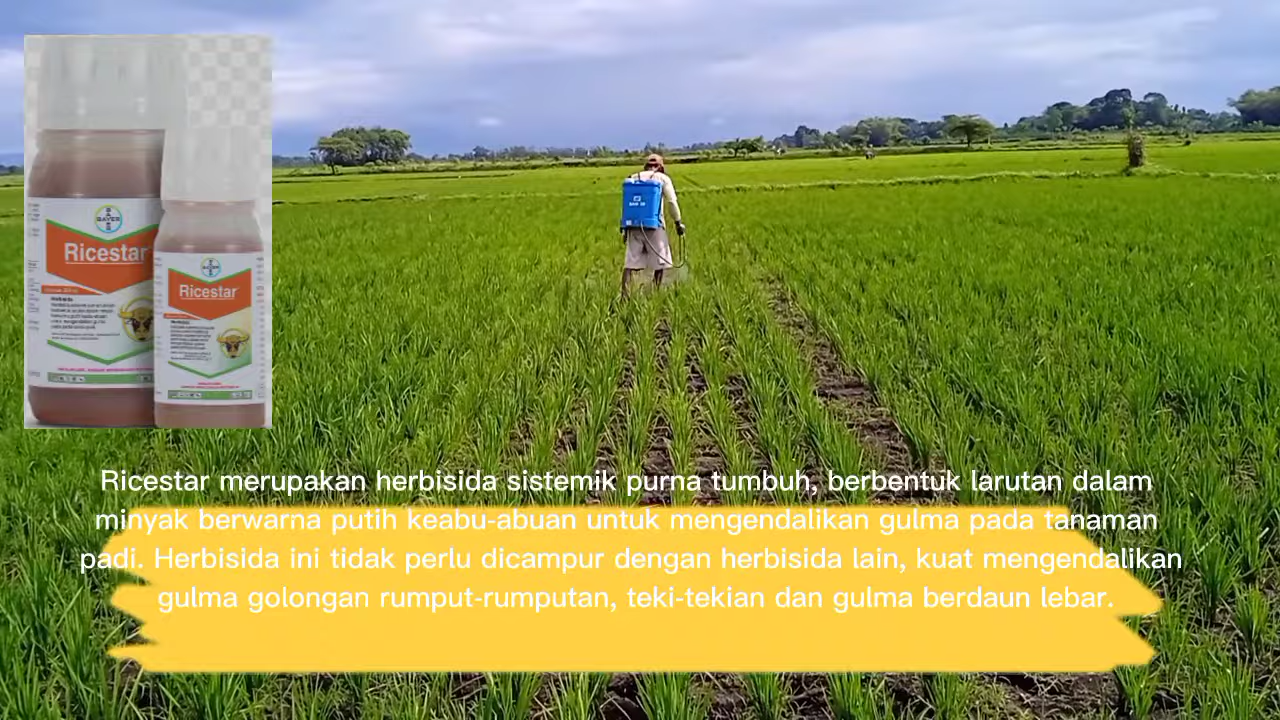 BAYER
Ricestar
BAYER
Ricestar
Ricestar merupakan herbisida sistemik purna tumbuh, berbentuk larutan dalam
minyak berwarna putih keabu-abuan untuk mengendalikan gulma pada tanaman
padi. Herbisida ini tidak perlu dicampur dengan herbisida lain, kuat mengendalikan
gulma golongan rumput-rumputan, teki-tekian dan gulma berdaun lebar.